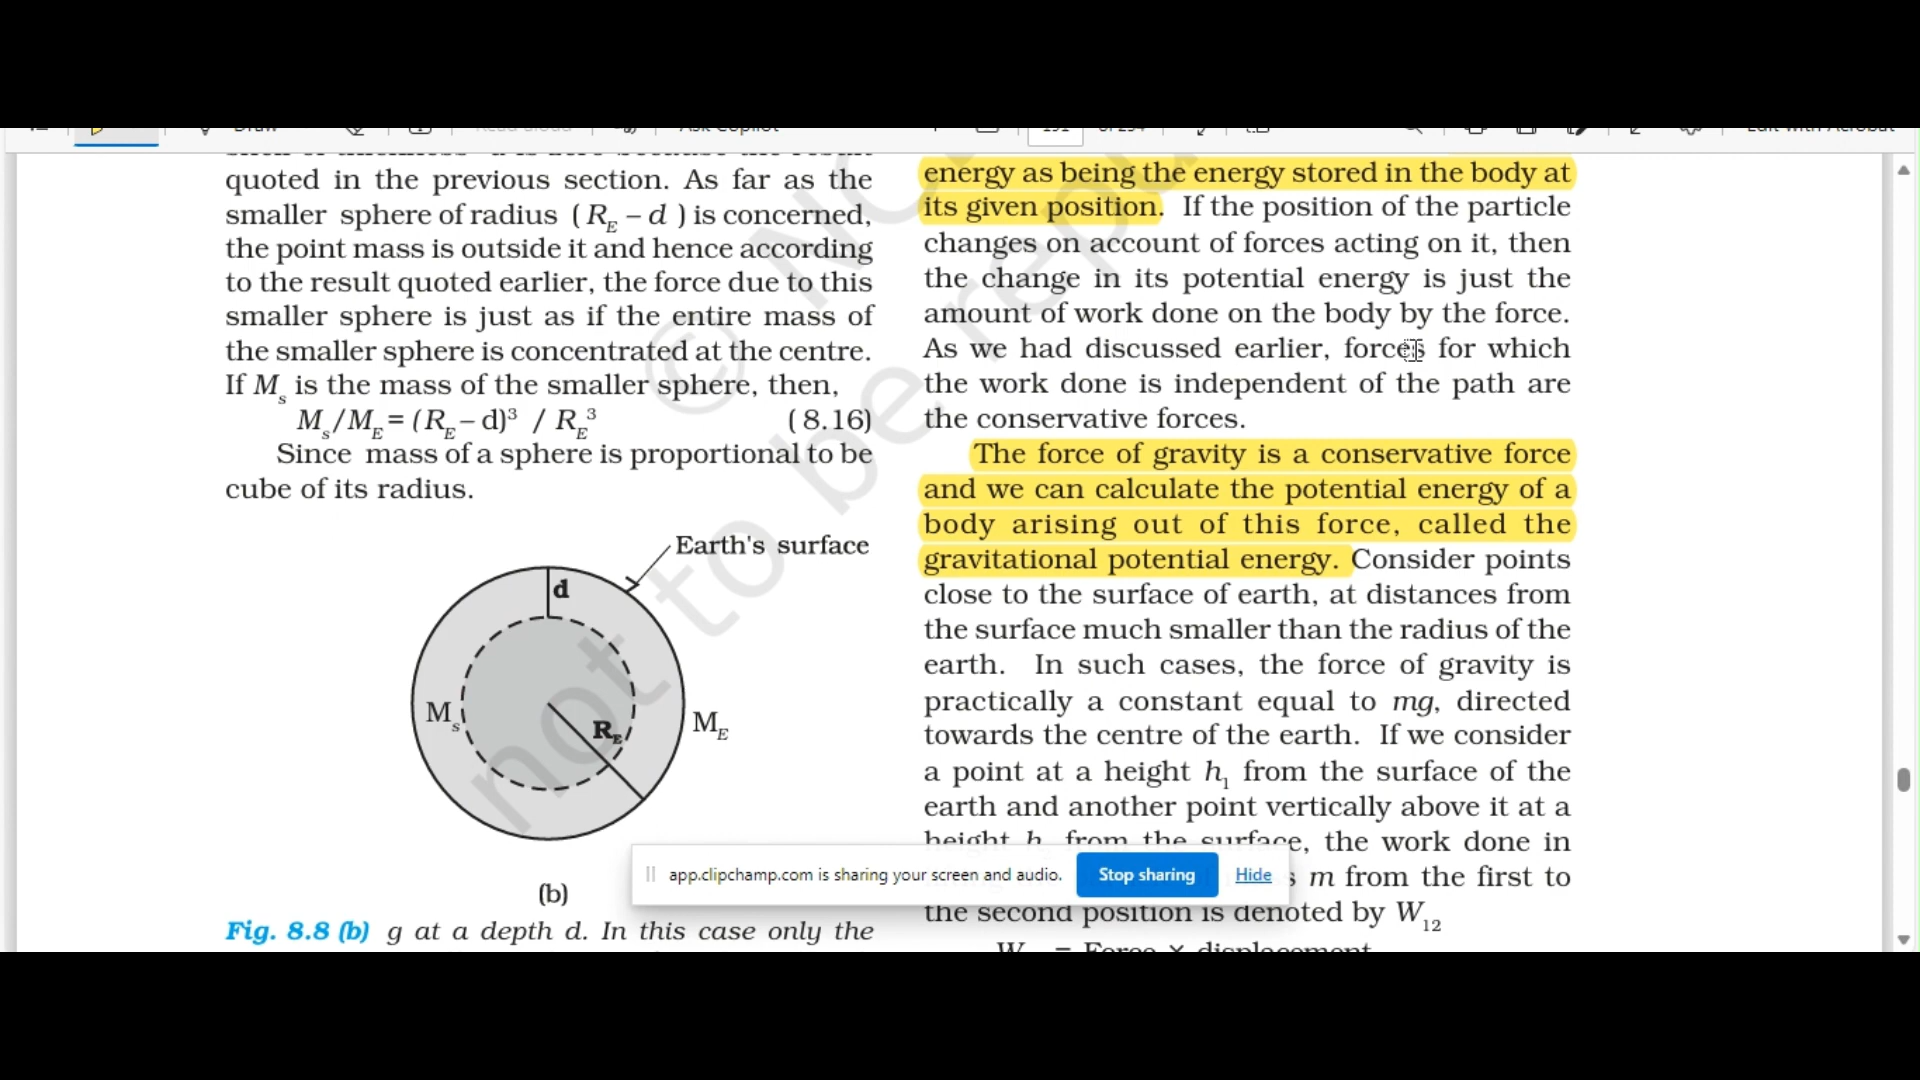 Draw
Ask Copilot
Edit with Acrobat
quoted in the previous section. As far as the
smaller sphere of radius ( R_E – d ) is concerned,
the point mass is outside it and hence according
to the result quoted earlier, the force due to this
smaller sphere is just as if the entire mass of
the smaller sphere is concentrated at the centre.
If M_s is the mass of the smaller sphere, then,
M_s/M_E = (R_E – d)³ / R_E³ ( 8.16)
Since mass of a sphere is proportional to be
cube of its radius.
Earth's surface
d
M_s
R_E
M_E
(b)
Fig. 8.8 (b) g at a depth d. In this case only the
energy as being the energy stored in the body at
its given position. If the position of the particle
changes on account of forces acting on it, then
the change in its potential energy is just the
amount of work done on the body by the force.
As we had discussed earlier, forces for which
the work done is independent of the path are
the conservative forces.
The force of gravity is a conservative force
and we can calculate the potential energy of a
body arising out of this force, called the
gravitational potential energy. Consider points
close to the surface of earth, at distances from
the surface much smaller than the radius of the
earth. In such cases, the force of gravity is
practically a constant equal to mg, directed
towards the centre of the earth. If we consider
a point at a height h₁ from the surface of the
earth and another point vertically above it at a
height h from the surface, the work done in
m from the first to
the second position is denoted by W₁₂
W = Force × displacement
app.clipchamp.com is sharing your screen and audio. Stop sharing Hide
©
not to be